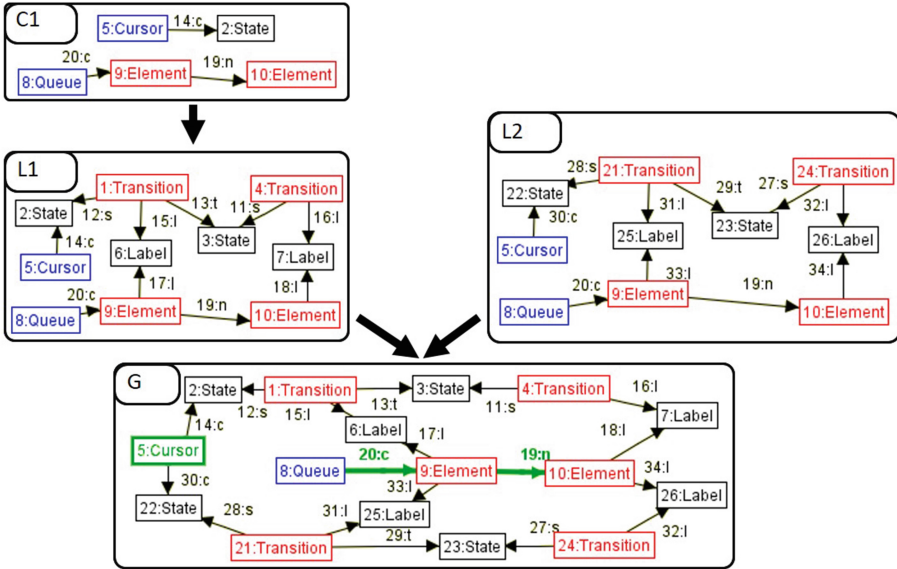 C1
5:Cursor 14:c 2:State
20:c 19:n
8:Queue 9:Element 10:Element
L1
1:Transition 4:Transition
2:State 12:s 15:l 13:t 11:s 16:l
14:c 6:Label 3:State 7:Label
5:Cursor 17:l 18:l
20:c 19:n
8:Queue 9:Element 10:Element
L2
28:s 21:Transition 24:Transition
22:State 29:t 27:s
30:c 31:l 32:l
5:Cursor 25:Label 23:State 26:Label
20:c 33:l 19:n 34:l
8:Queue 9:Element 10:Element
G
2:State 1:Transition 3:State 4:Transition 16:l
12:s 15:l 13:t 11:s 7:Label
14:c 6:Label 17:l 18:l
5:Cursor 20:c 19:n
8:Queue 9:Element 10:Element 34:l
30:c 33:l 26:Label
22:State 28:s 31:l 25:Label 27:s 32:l
29:t
21:Transition 23:State 24:Transition